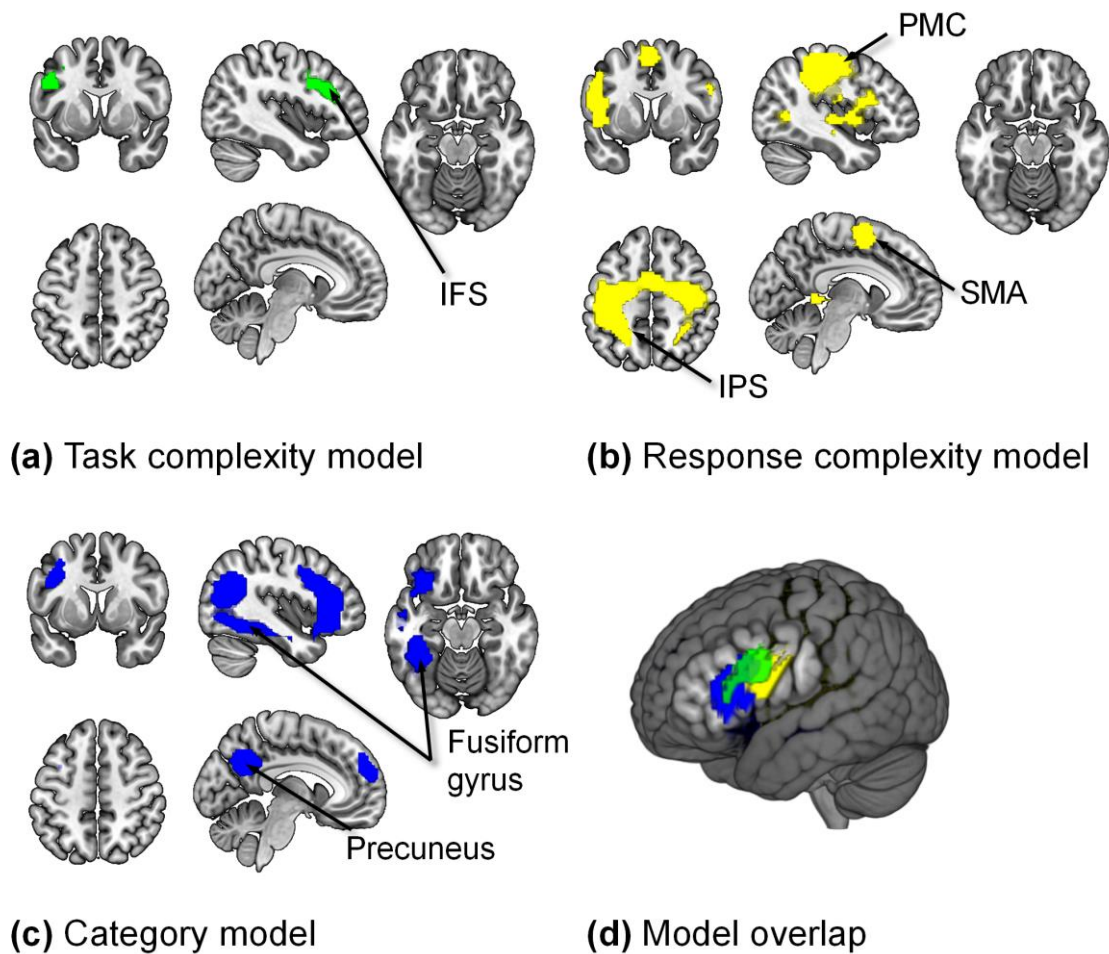 PMC
IFS
SMA
IPS
(a) Task complexity model
(b) Response complexity model
Fusiform
gyrus
Precuneus
(c) Category model
(d) Model overlap